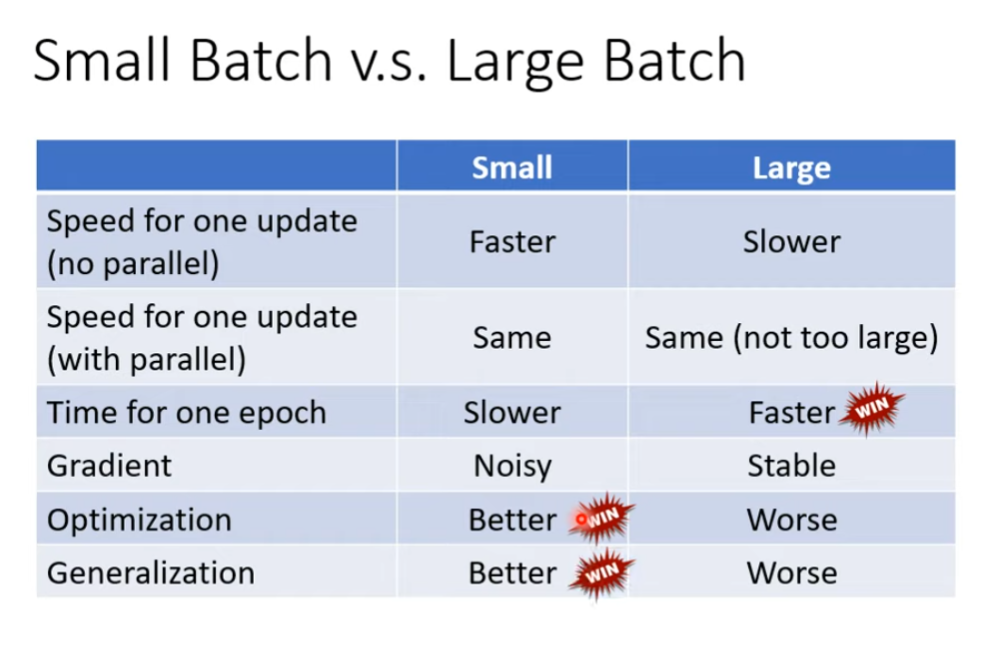 Small Batch v.s. Large Batch
Small Large
Speed for one update
(no parallel) Faster Slower
Speed for one update
(with parallel) Same Same (not too large)
Time for one epoch Slower Faster WIN
Gradient Noisy Stable
Optimization Better WIN Worse
Generalization Better WIN Worse